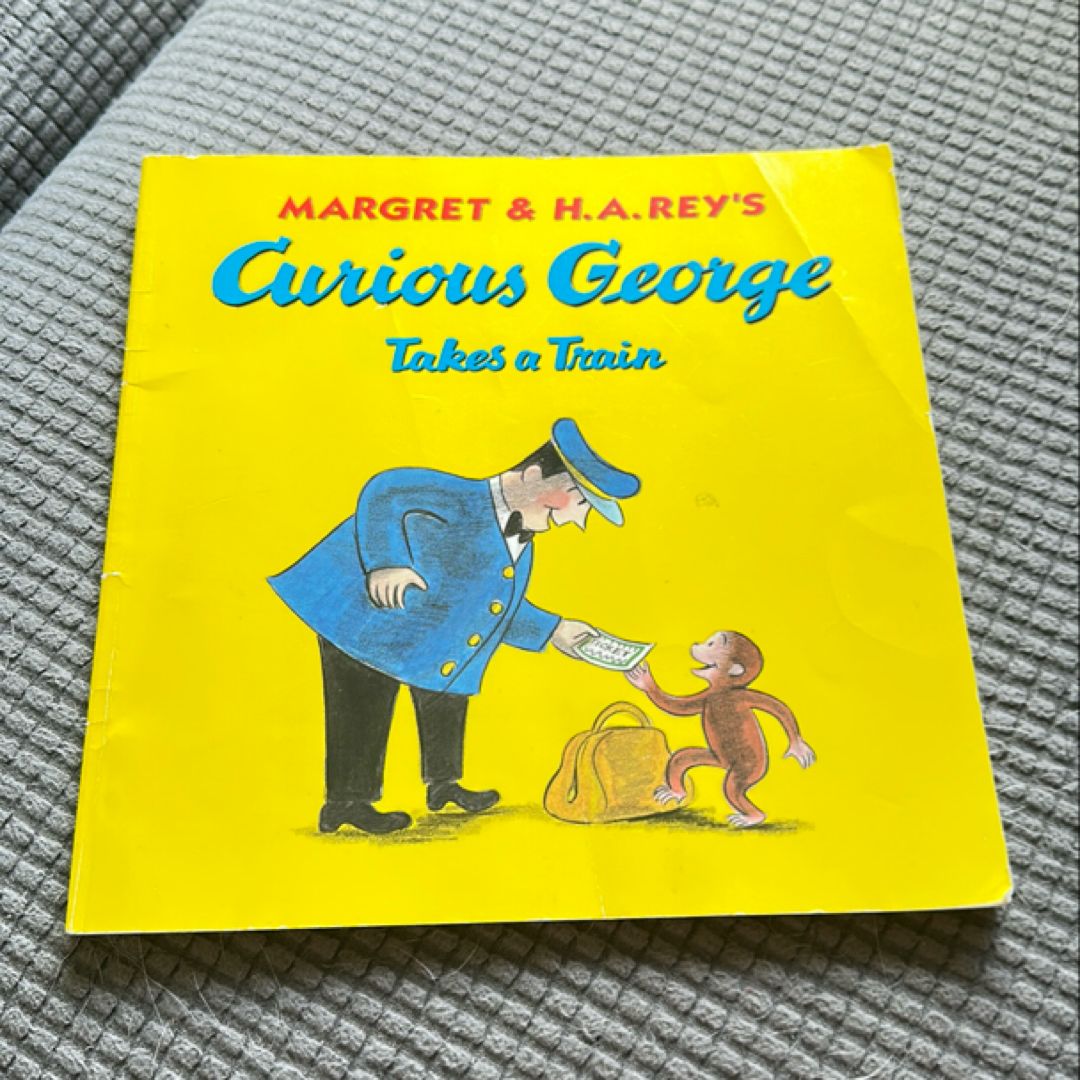 MARGRET & H.A.REY'S
Curious George
Takes a Train